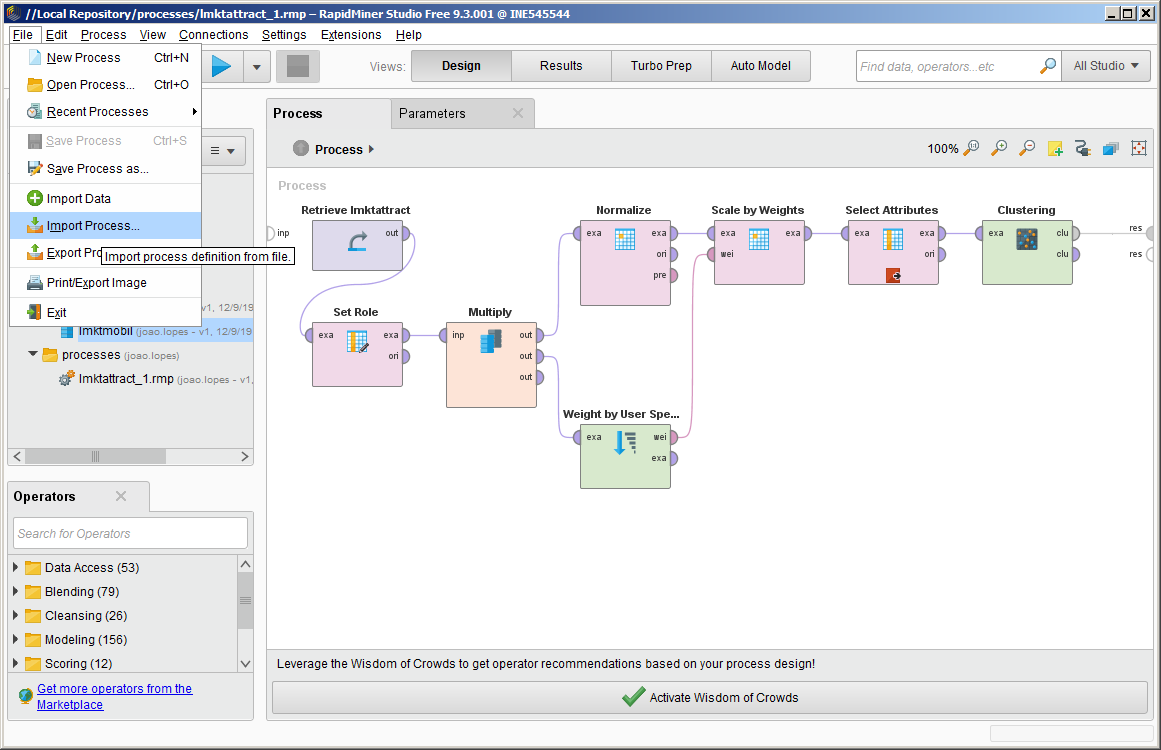 //Local Repository/processes/lmktattract_1.rmp – RapidMiner Studio Free 9.3.001 @ INE545544
File Edit Process View Connections Settings Extensions Help
New Process Ctrl+N
Open Process... Ctrl+O
Recent Processes
Save Process Ctrl+S
Save Process as...
Import Data
Import Process...
Export Pro
Import process definition from file.
Print/Export Image
Exit
Views: Design Results Turbo Prep Auto Model
Find data, operators...etc
All Studio
v1, 12/9/19
lmktmobil (joao.lopes - v1, 12/9/19
processes (joao.lopes)
lmktattract_1.rmp (joao.lopes - v1,
Operators
Search for Operators
Data Access (53)
Blending (79)
Cleansing (26)
Modeling (156)
Scoring (12)
Get more operators from the
Marketplace
Process Parameters
Process 100%
Process
inp
Retrieve lmktattract
out
Set Role
exa exa
ori
Multiply
inp out
out
out
Normalize
exa exa
ori
pre
Weight by User Spe...
exa wei
exa
Scale by Weights
exa exa
wei
Select Attributes
exa exa
ori
Clustering
exa clu
clu
res
res
Leverage the Wisdom of Crowds to get operator recommendations based on your process design!
Activate Wisdom of Crowds